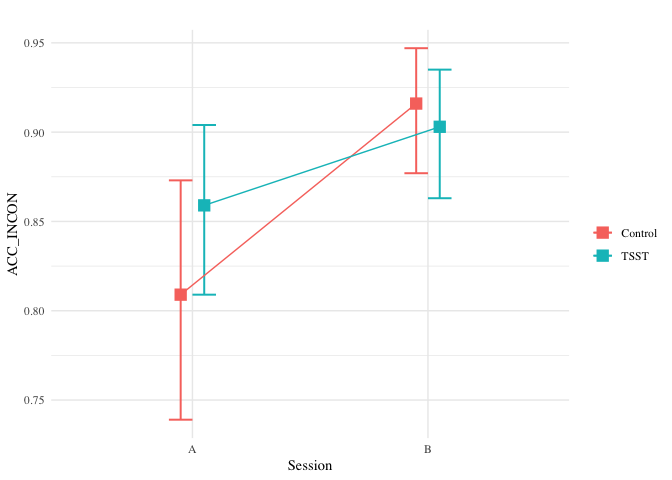 0.95
0.90
0.85
0.80
0.75
ACC_INCON
A B
Session
Control
TSST